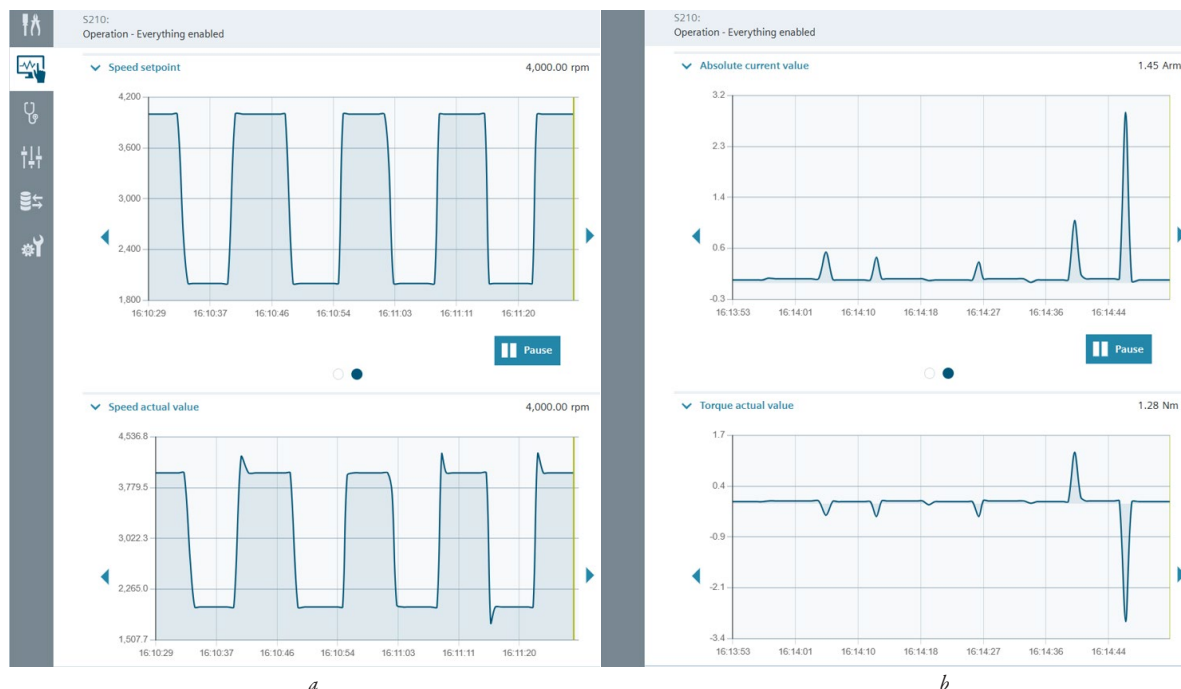 S210:
Operation - Everything enabled
Speed setpoint 4,000.00 rpm
4,200
3,600
3,000
2,400
1,800
16:10:29 16:10:37 16:10:46 16:10:54 16:11:03 16:11:11 16:11:20
Pause
Speed actual value 4,000.00 rpm
4,536.8
3,779.5
3,022.3
2,265.0
1,507.7
16:10:29 16:10:37 16:10:46 16:10:54 16:11:03 16:11:11 16:11:20
a
S210:
Operation - Everything enabled
Absolute current value 1.45 Arm
3.2
2.3
1.4
0.6
-0.3
16:13:53 16:14:01 16:14:10 16:14:18 16:14:27 16:14:36 16:14:44
Pause
Torque actual value 1.28 Nm
1.7
0.4
-0.9
-2.1
-3.4
16:13:53 16:14:01 16:14:10 16:14:18 16:14:27 16:14:36 16:14:44
b